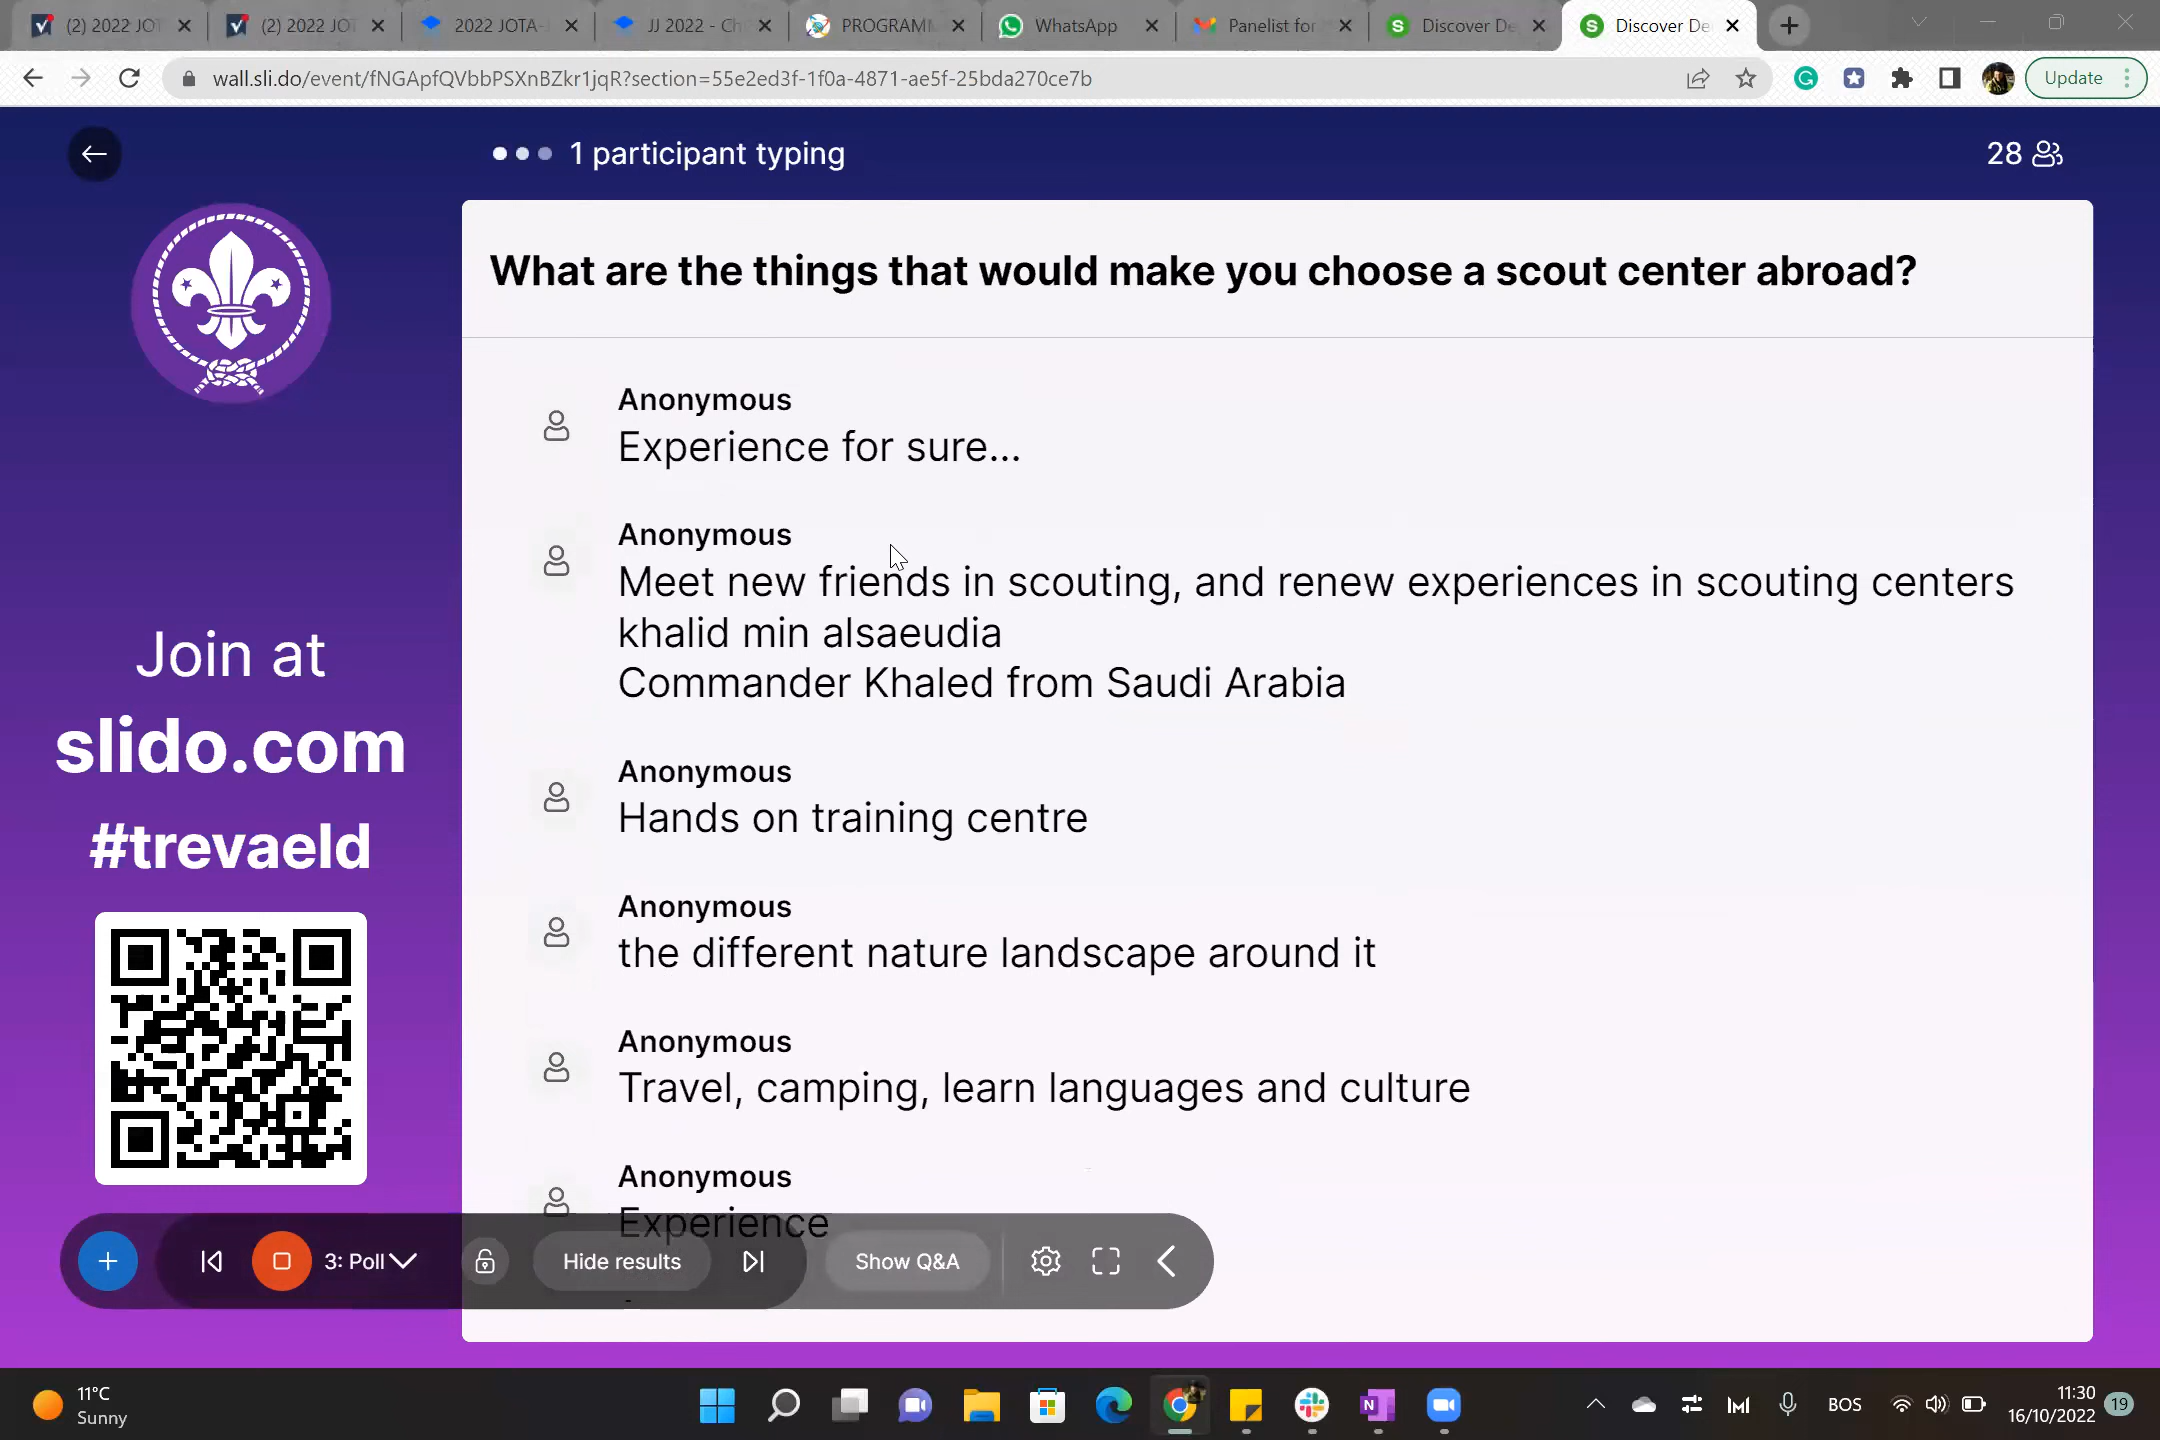 (2) 2022 JOT
(2) 2022 JOT
2022 JOTA-J
JJ 2022 - Ch
PROGRAMM
WhatsApp
Panelist for
Discover De
Discover De
wall.sli.do/event/fNGApfQVbbPSXnBZkr1jqR?section=55e2ed3f-1f0a-4871-ae5f-25bda270ce7b
Update
1 participant typing
28
What are the things that would make you choose a scout center abroad?
Anonymous
Experience for sure...
Anonymous
Meet new friends in scouting, and renew experiences in scouting centers
khalid min alsaeudia
Commander Khaled from Saudi Arabia
Anonymous
Hands on training centre
Anonymous
the different nature landscape around it
Anonymous
Travel, camping, learn languages and culture
Anonymous
Experience
Join at
slido.com
#trevaeld
3: Poll
Hide results
Show Q&A
11°C
Sunny
BOS
11:30
16/10/2022
19